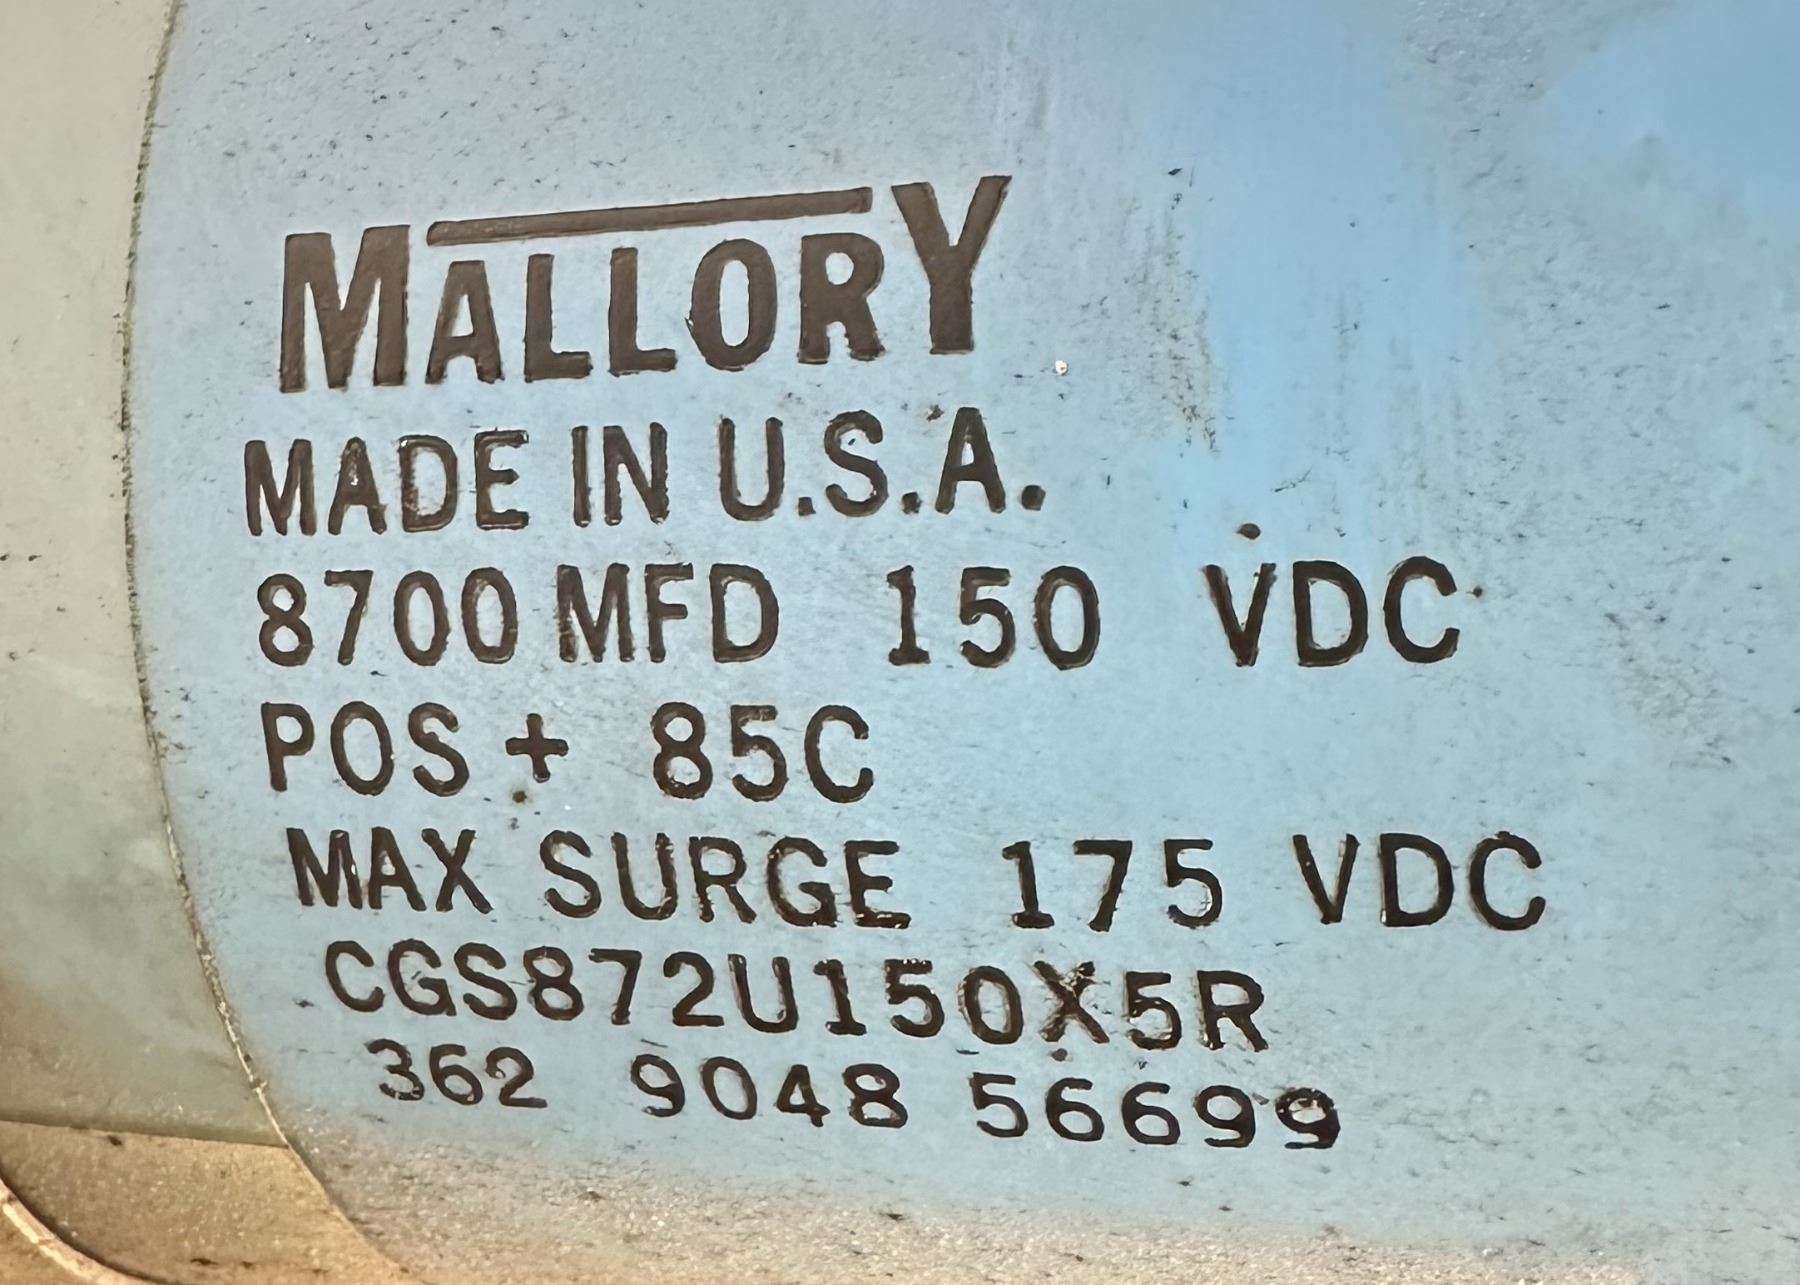 MALLORY
MADE IN U.S.A.
8700 MFD 150 VDC
POS + 85C
MAX SURGE 175 VDC
CGS872U150X5R
362 9048 56699